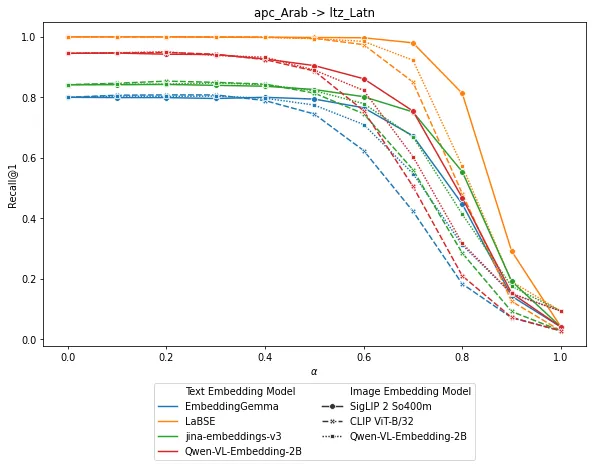 apc_Arab -> ltz_Latn
1.0
0.8
0.6
0.4
0.2
0.0
Recall@1
0.0 0.2 0.4 0.6 0.8 1.0
α
Text Embedding Model Image Embedding Model
EmbeddingGemma SigLIP 2 So400m
LaBSE CLIP ViT-B/32
jina-embeddings-v3 Qwen-VL-Embedding-2B
Qwen-VL-Embedding-2B